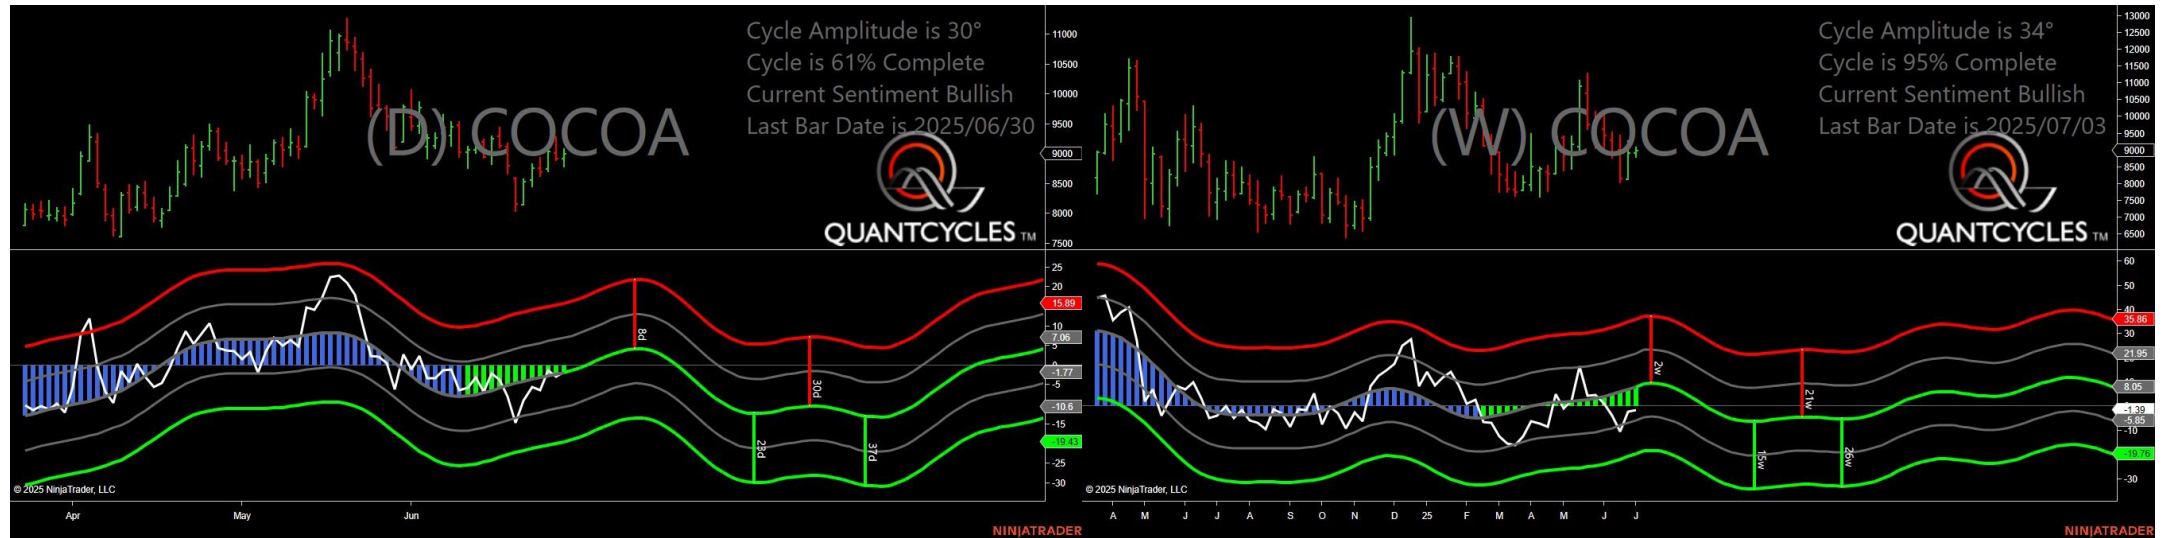 Cycle Amplitude is 30°
Cycle is 61% Complete
Current Sentiment Bullish
Last Bar Date is 2025/06/30
(D) COCOA
QUANTCYCLES TM
11000
10500
10000
9500
9000
8500
8000
7500
25
20
15.89
10
7.06
5
-1.77
-5
-10.6
-15
-19.43
-25
-30
8d
30d
23d
37d
© 2025 NinjaTrader, LLC
Apr May Jun
NINJATRADER
Cycle Amplitude is 34°
Cycle is 95% Complete
Current Sentiment Bullish
Last Bar Date is 2025/07/03
(W) COCOA
QUANTCYCLES TM
13000
12500
12000
11500
11000
10500
10000
9500
9000
8500
8000
7500
7000
6500
60
50
40
35.86
30
21.95
8.05
-1.39
-5.85
-10
-19.76
-30
2w
21w
15w
26w
© 2025 NinjaTrader, LLC
A M J J A S O N D 25 F M A M J J
NINJATRADER